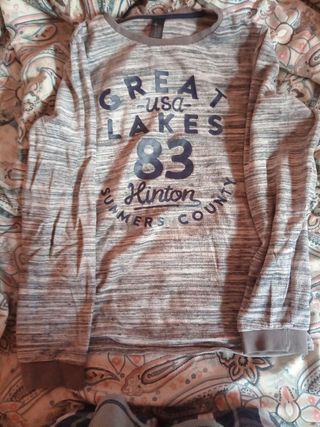 GREAT
USA
LAKES
83
Hinton
SUMMERS COUNTY